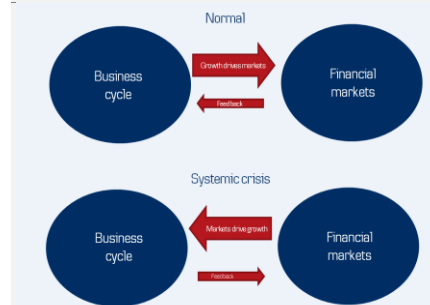 Normal
Business
cycle
Growth drives markets
Feedback
Financial
markets
Systemic crisis
Business
cycle
Markets drive growth
Feedback
Financial
markets